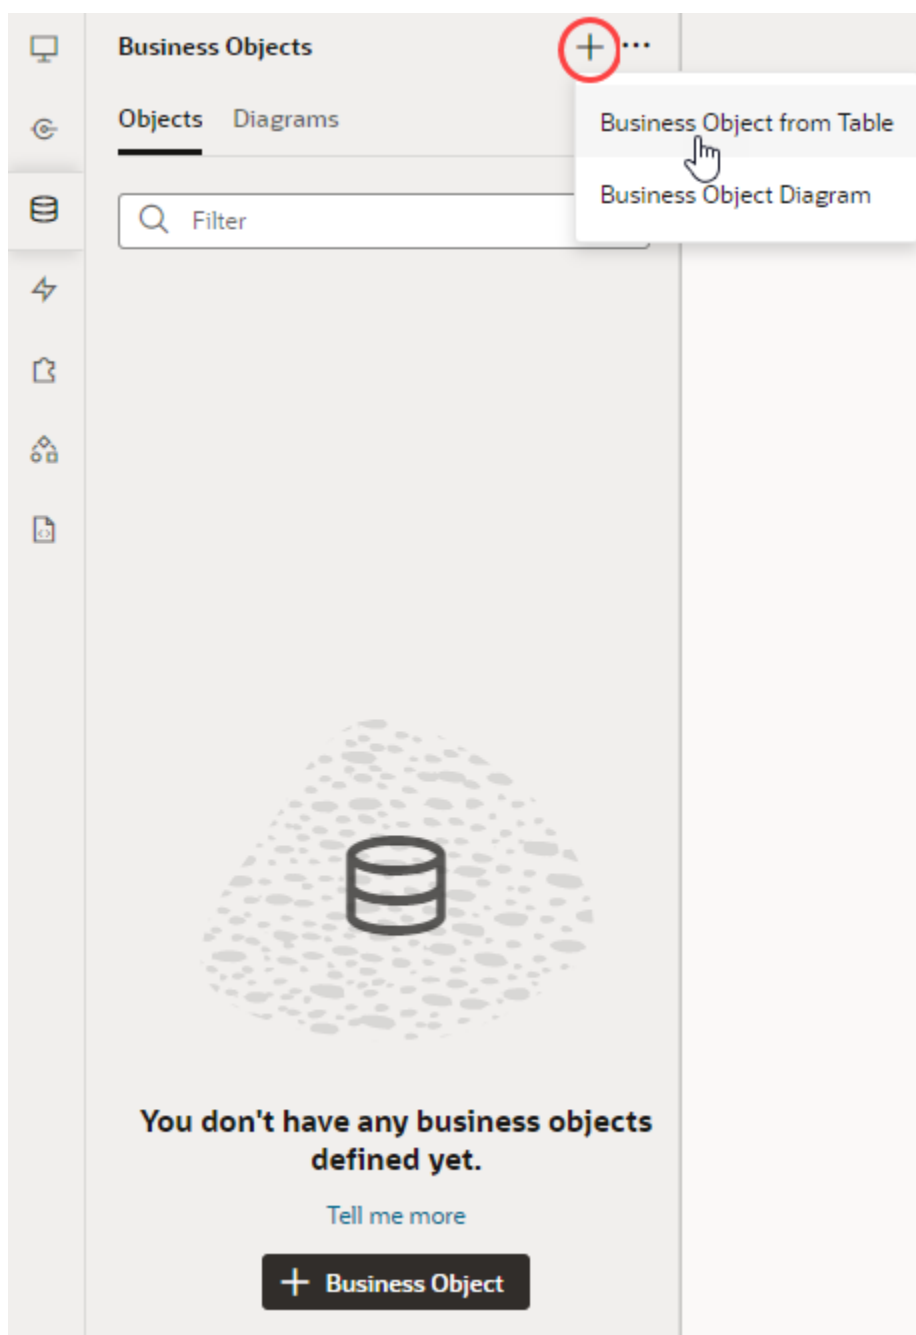 Business Objects
Objects Diagrams
Business Object from Table
Business Object Diagram
Filter
You don't have any business objects
defined yet.
Tell me more
Business Object